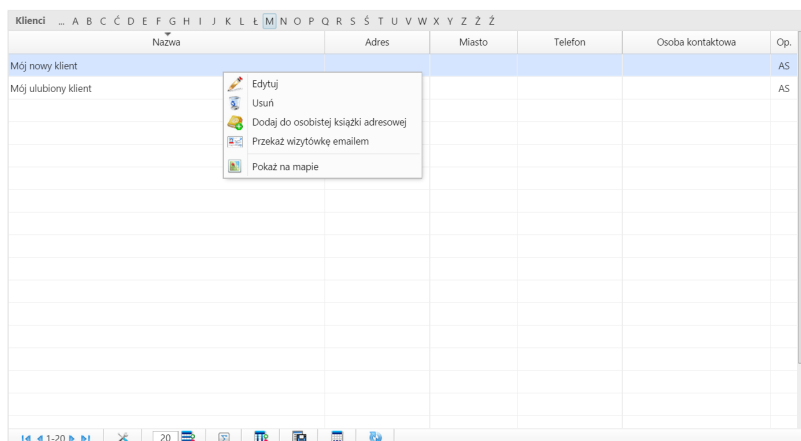 Klienci ... A B C Ć D E F G H I J K L Ł M N O P Q R S Ś T U V W X Y Z Ż Ź
Nazwa Adres Miasto Telefon Osoba kontaktowa Op.
Mój nowy klient AS
Mój ulubiony klient AS
Edytuj
Usuń
Dodaj do osobistej książki adresowej
Przekaż wizytówkę emailem
Pokaż na mapie
1-20 20